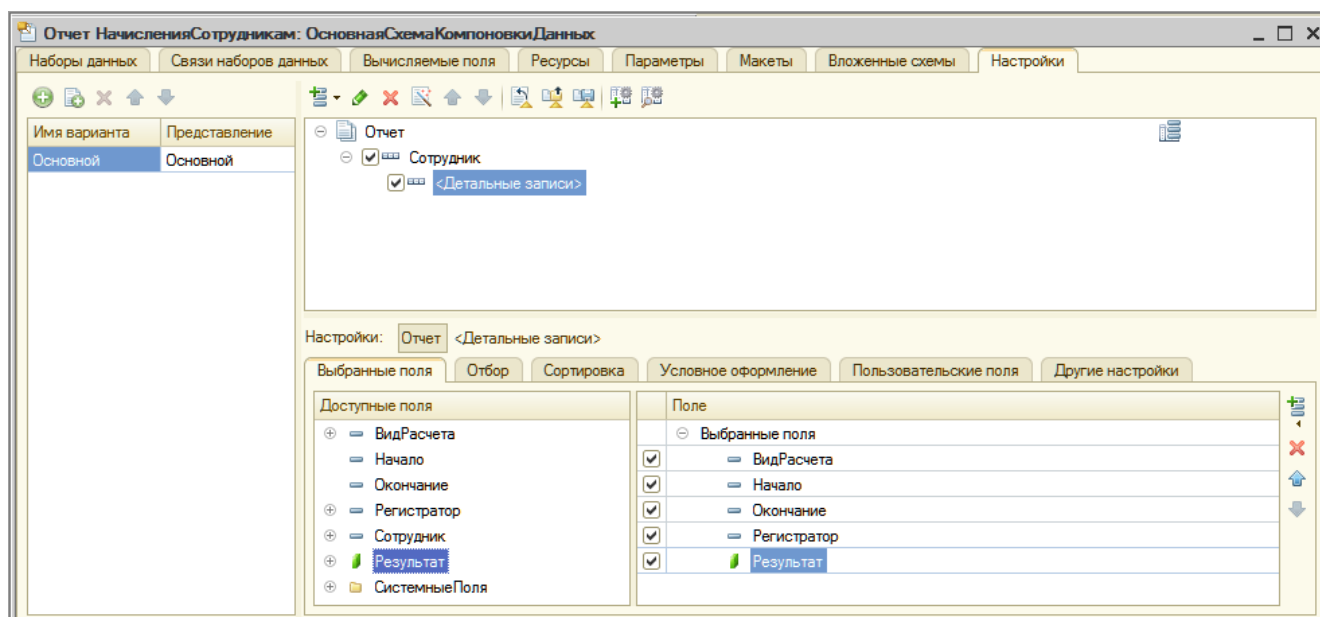 Отчет НачисленияСотрудникам: ОсновнаяСхемаКомпоновкиДанных
Наборы данных Связи наборов данных Вычисляемые поля Ресурсы Параметры Макеты Вложенные схемы Настройки
Имя варианта Представление
Основной Основной
Отчет
Сотрудник
<Детальные записи>
Настройки: Отчет <Детальные записи>
Выбранные поля Отбор Сортировка Условное оформление Пользовательские поля Другие настройки
Доступные поля
ВидРасчета
Начало
Окончание
Регистратор
Сотрудник
Результат
СистемныеПоля
Поле
Выбранные поля
ВидРасчета
Начало
Окончание
Регистратор
Результат